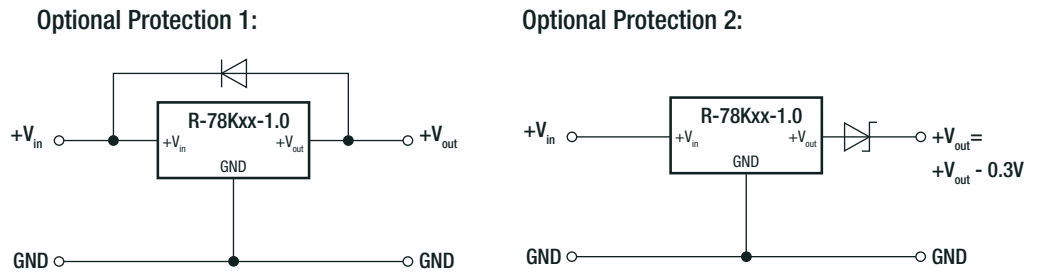 Optional Protection 1:
R-78Kxx-1.0
+Vin
+Vin
+Vout
+Vout
GND
GND
GND
Optional Protection 2:
R-78Kxx-1.0
+Vin
+Vin
+Vout
+Vout=
+Vout - 0.3V
GND
GND
GND